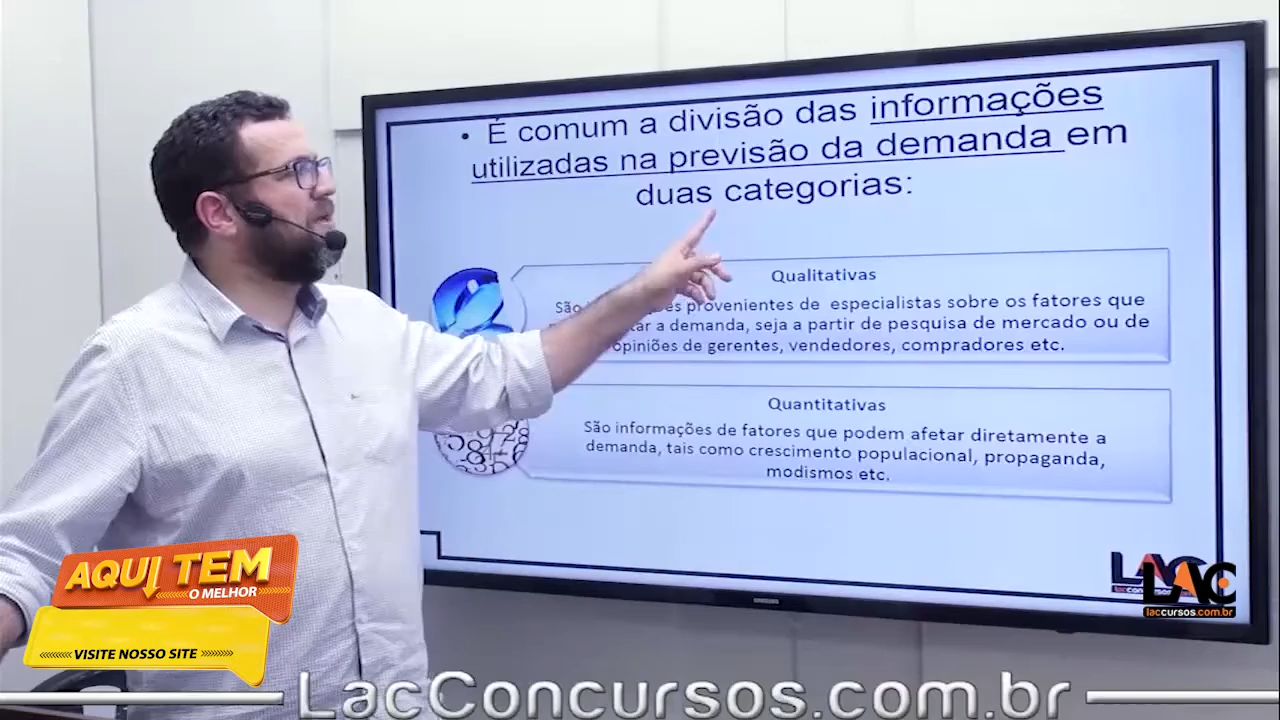 • É comum a divisão das informações
utilizadas na previsão da demanda em
duas categorias:
Qualitativas
São provenientes de especialistas sobre os fatores que
a demanda, seja a partir de pesquisa de mercado ou de
opiniões de gerentes, vendedores, compradores etc.
Quantitativas
São informações de fatores que podem afetar diretamente a
demanda, tais como crescimento populacional, propaganda,
modismos etc.
SAMSUNG
LAC
LAC
laccursos.com.br
AQUI TEM
O MELHOR
VISITE NOSSO SITE
LacConcursos.com.br